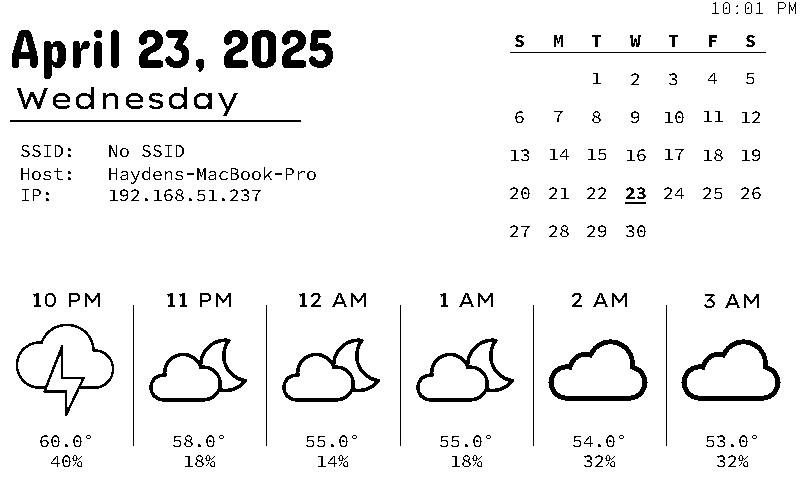 10:01 PM
April 23, 2025
Wednesday
SSID: No SSID
Host: Haydens-MacBook-Pro
IP: 192.168.51.237
S M T W T F S
1 2 3 4 5
6 7 8 9 10 11 12
13 14 15 16 17 18 19
20 21 22 23 24 25 26
27 28 29 30
10 PM 11 PM 12 AM 1 AM 2 AM 3 AM
60.0° 58.0° 55.0° 55.0° 54.0° 53.0°
40% 18% 14% 18% 32% 32%